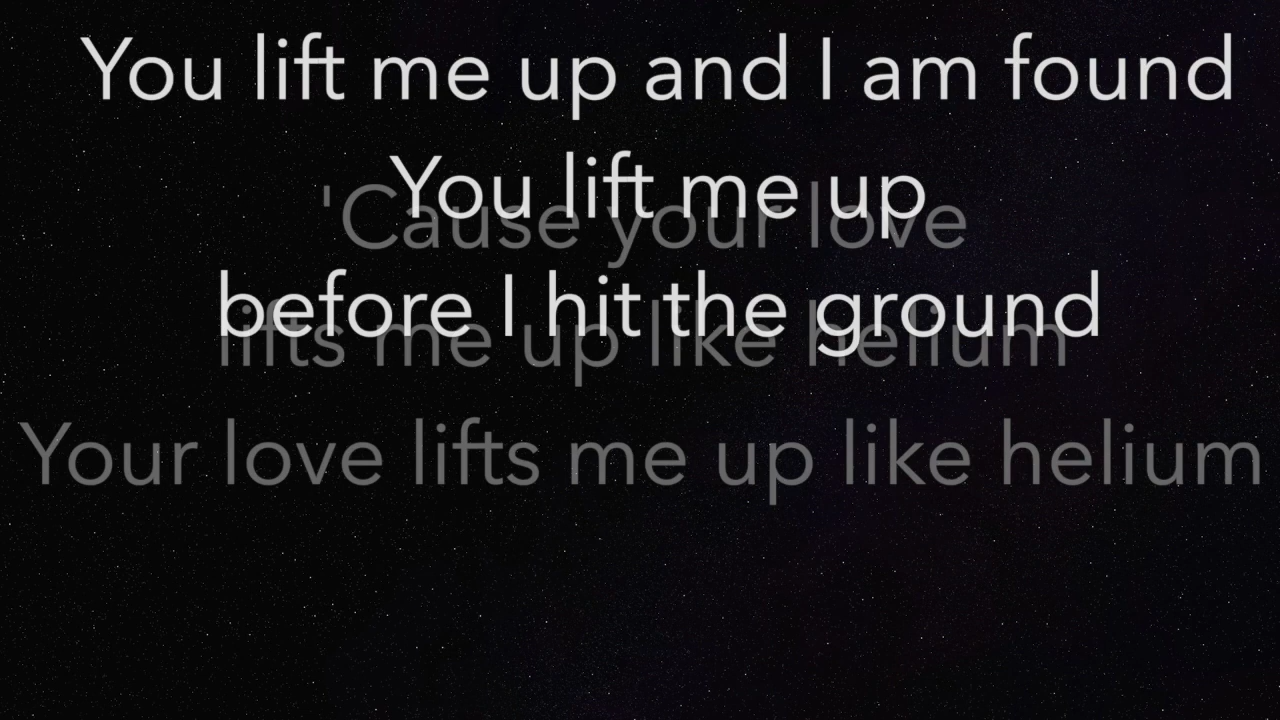 You lift me up and I am found
You lift me up
'Cause your love
before I hit the ground
lifts me up like helium
Your love lifts me up like helium